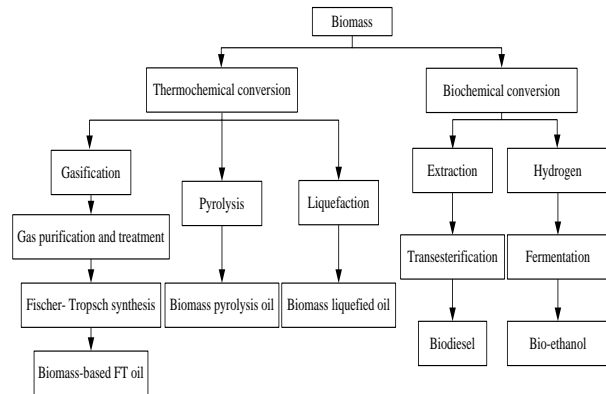 Biomass
Thermochemical conversion
Biochemical conversion
Gasification
Pyrolysis
Liquefaction
Extraction
Hydrogen
Gas purification and treatment
Transesterification
Fermentation
Fischer- Tropsch synthesis
Biomass pyrolysis oil
Biomass liquefied oil
Biodiesel
Bio-ethanol
Biomass-based FT oil